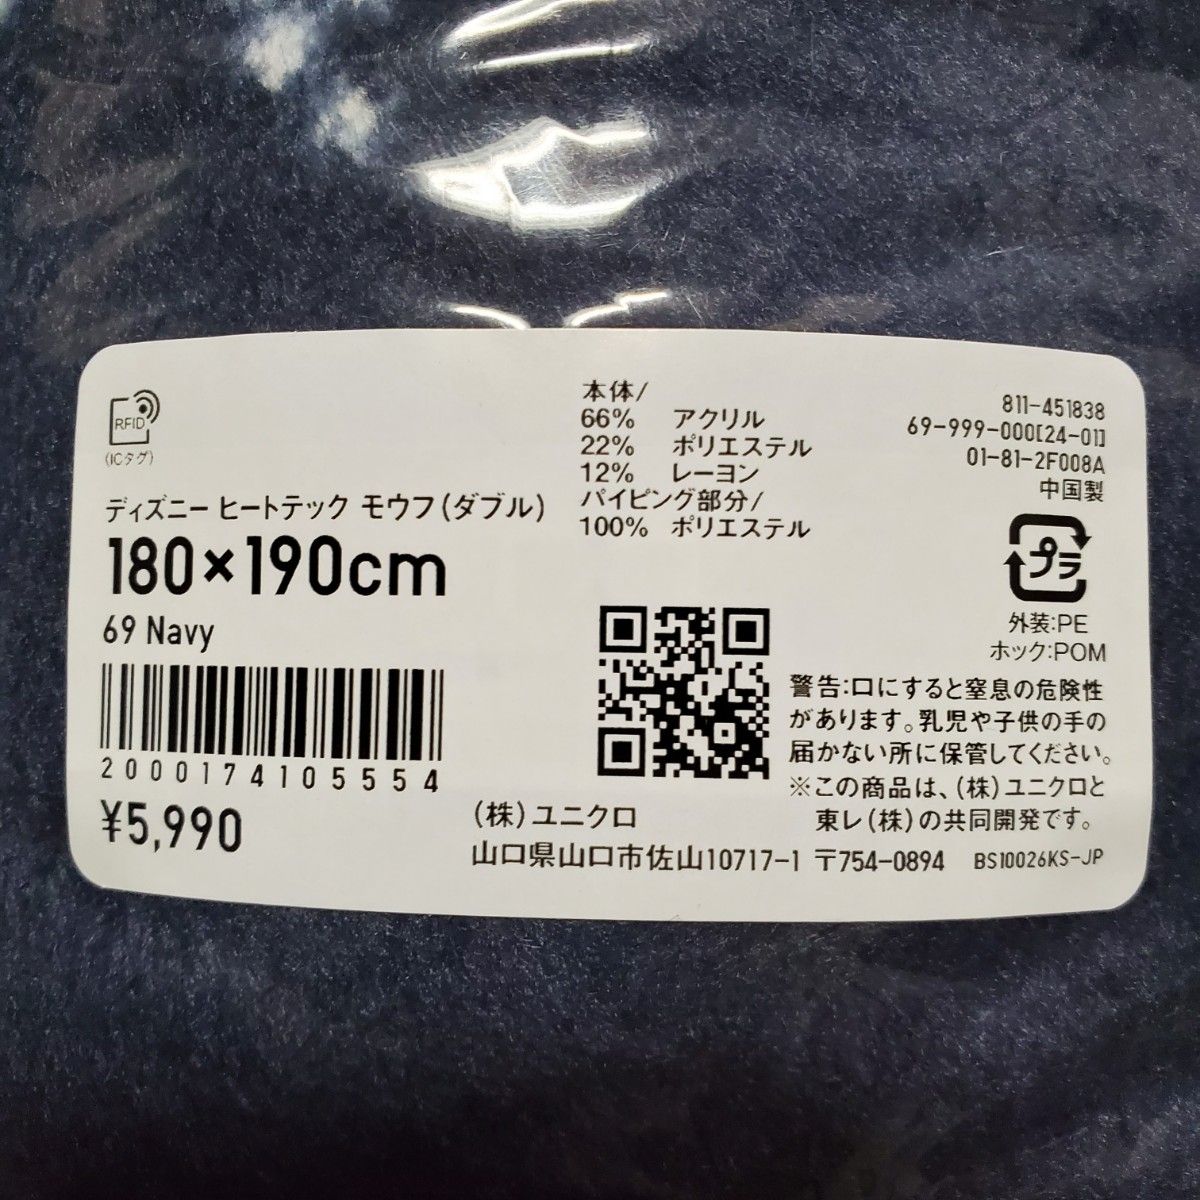 RFID
(ICタグ)
ディズニー ヒートテック モウフ(ダブル)
180×190cm
69 Navy
2000174105554
¥5,990
本体/
66% アクリル
22% ポリエステル
12% レーヨン
パイピング部分/
100% ポリエステル
811-451838
69-999-000[24-01]
01-81-2F008A
中国製
プラ
外装:PE
ホック:POM
警告:口にすると窒息の危険性
があります。乳児や子供の手の
届かない所に保管してください。
※この商品は、(株)ユニクロと
東レ(株)の共同開発です。
(株)ユニクロ
山口県山口市佐山10717-1 〒754-0894
BS10026KS-JP